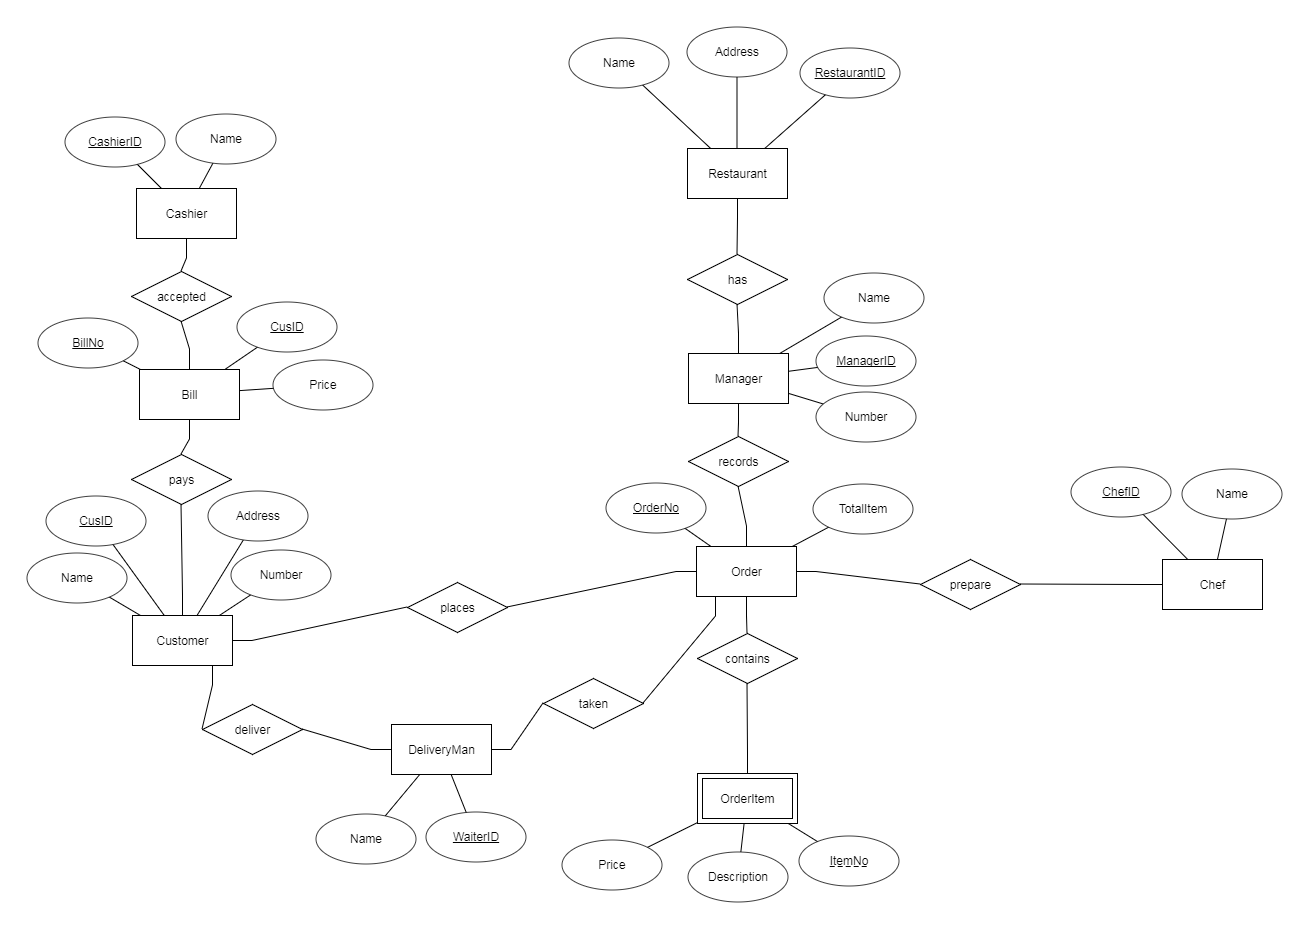 Name
Address
RestaurantID
CashierID
Name
Restaurant
Cashier
has
accepted
Name
BillNo
CusID
ManagerID
Price
Manager
Bill
Number
records
pays
ChefID
Name
CusID
Address
OrderNo
TotalItem
Name
Number
Order
prepare
Chef
places
Customer
contains
taken
deliver
DeliveryMan
OrderItem
Name
WaiterID
Price
Description
ItemNo